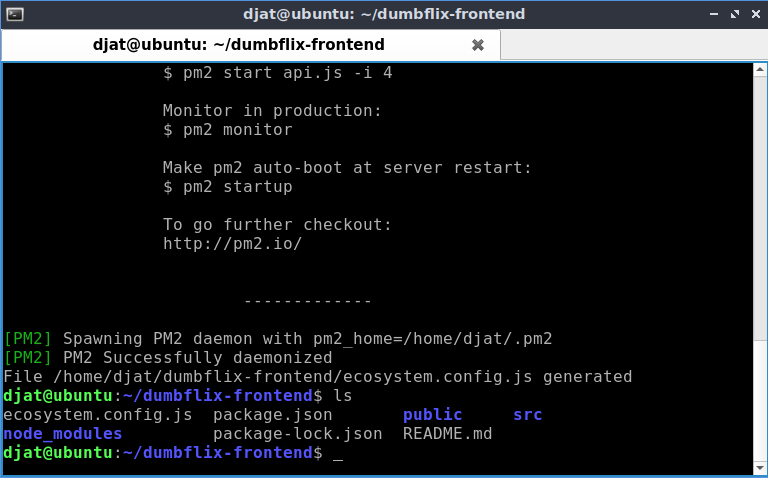 djat@ubuntu: ~/dumbflix-frontend
djat@ubuntu: ~/dumbflix-frontend
$ pm2 start api.js -i 4
Monitor in production:
$ pm2 monitor
Make pm2 auto-boot at server restart:
$ pm2 startup
To go further checkout:
http://pm2.io/
-------------
[PM2] Spawning PM2 daemon with pm2_home=/home/djat/.pm2
[PM2] PM2 Successfully daemonized
File /home/djat/dumbflix-frontend/ecosystem.config.js generated
djat@ubuntu:~/dumbflix-frontend$ ls
ecosystem.config.js  package.json       public     src
node_modules         package-lock.json  README.md
djat@ubuntu:~/dumbflix-frontend$ _